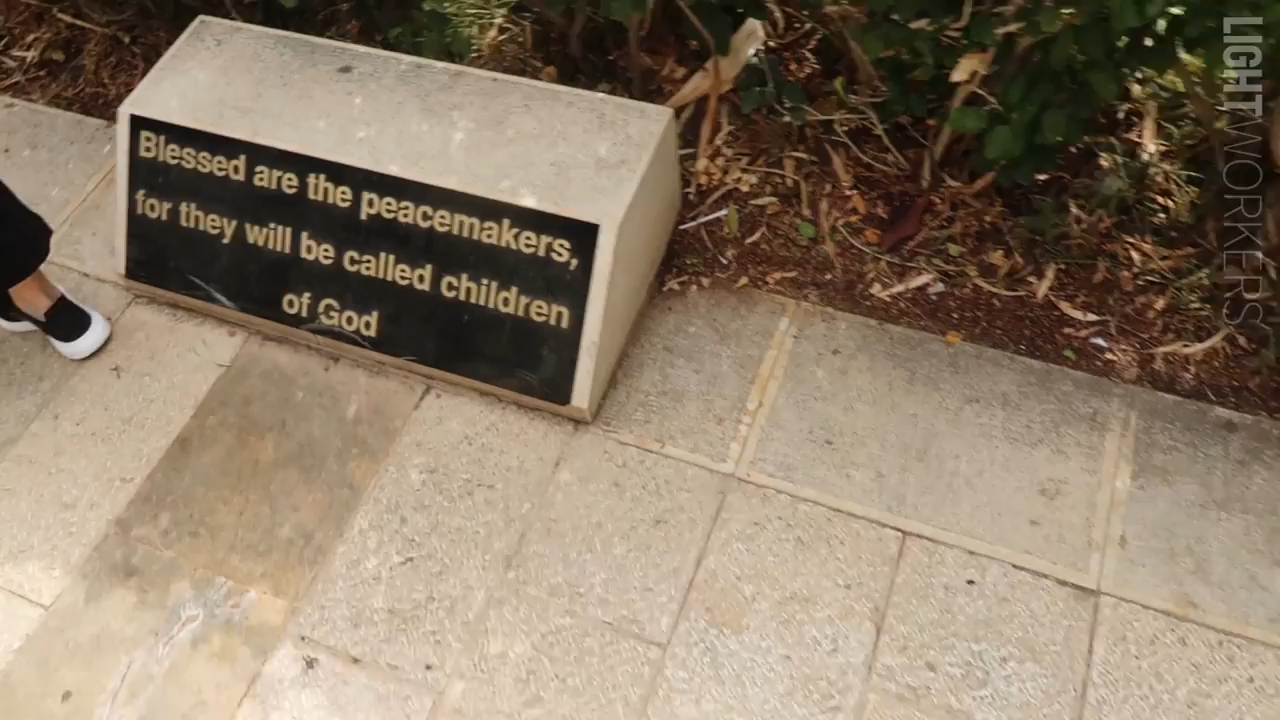 Blessed are the peacemakers,
for they will be called children
of God
LIGHTWORKERS